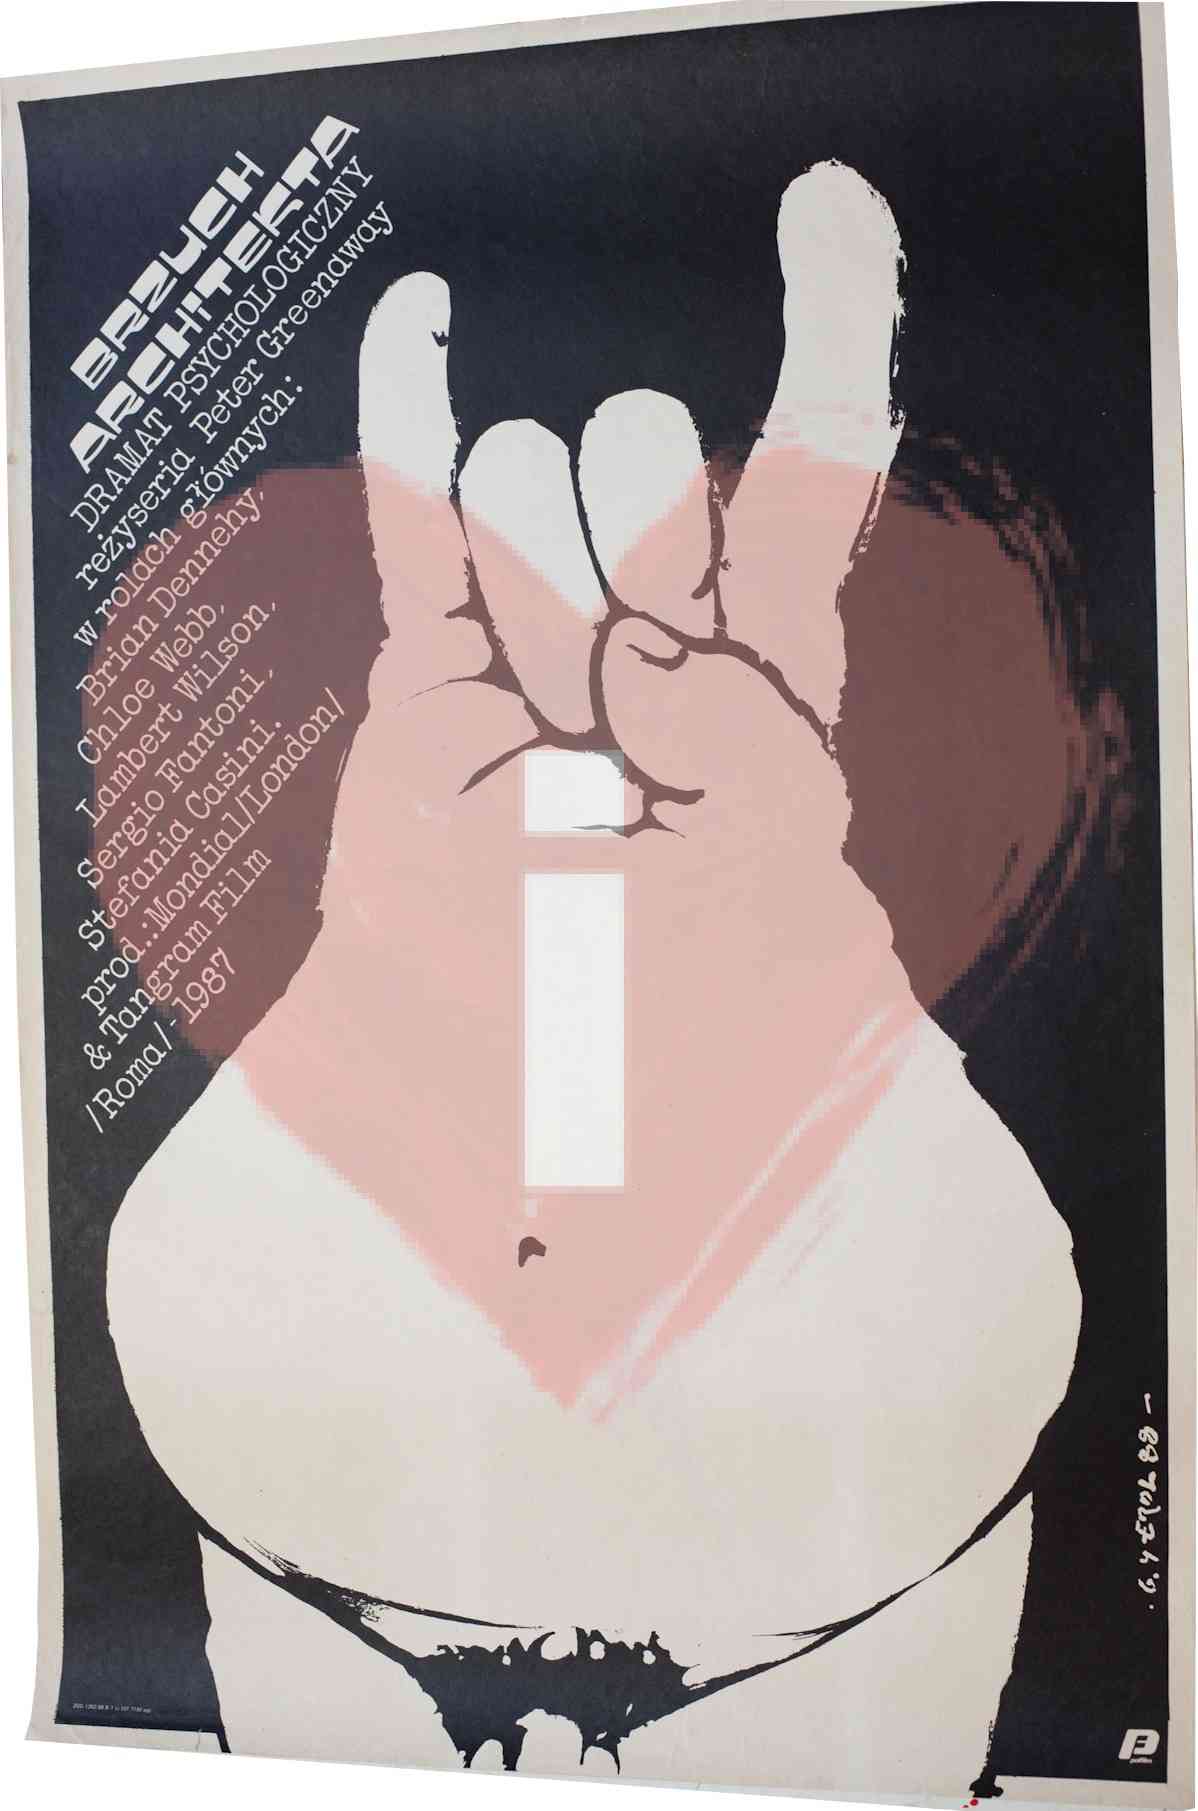 BRZUCH
ARCHITEKTA
DRAMAT PSYCHOLOGICZNY
reżyseria Peter Greenaway
w rolach głównych:
Brian Dennehy,
Chloe Webb,
Lambert Wilson,
Sergio Fantoni,
Stefania Casini.
prod.:Mondial/London/
& Tangram Film
/Roma/-1987
i
polfilm